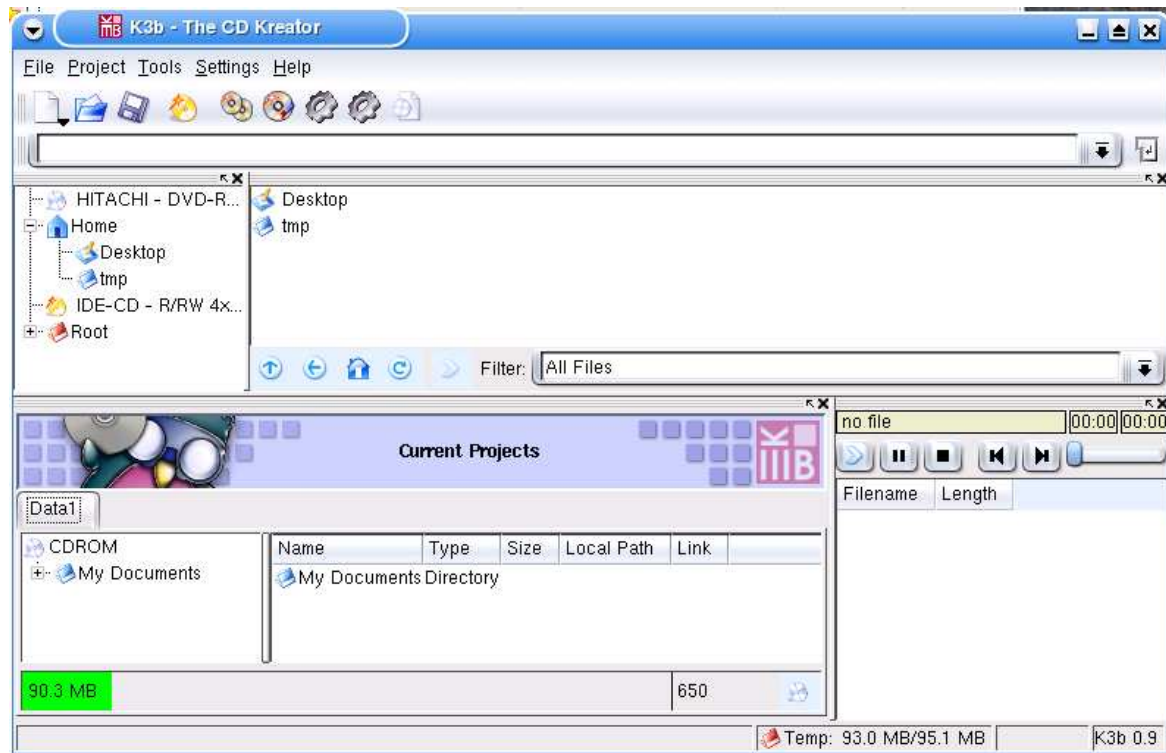 K3b - The CD Kreator
File Project Tools Settings Help
HITACHI - DVD-R...
Home
Desktop
tmp
IDE-CD - R/RW 4x...
Root
Desktop
tmp
Filter: All Files
Current Projects
K3B
Data1
CDROM
My Documents
Name Type Size Local Path Link
My Documents Directory
90.3 MB
650
no file 00:00 00:00
Filename Length
Temp: 93.0 MB/95.1 MB
K3b 0.9